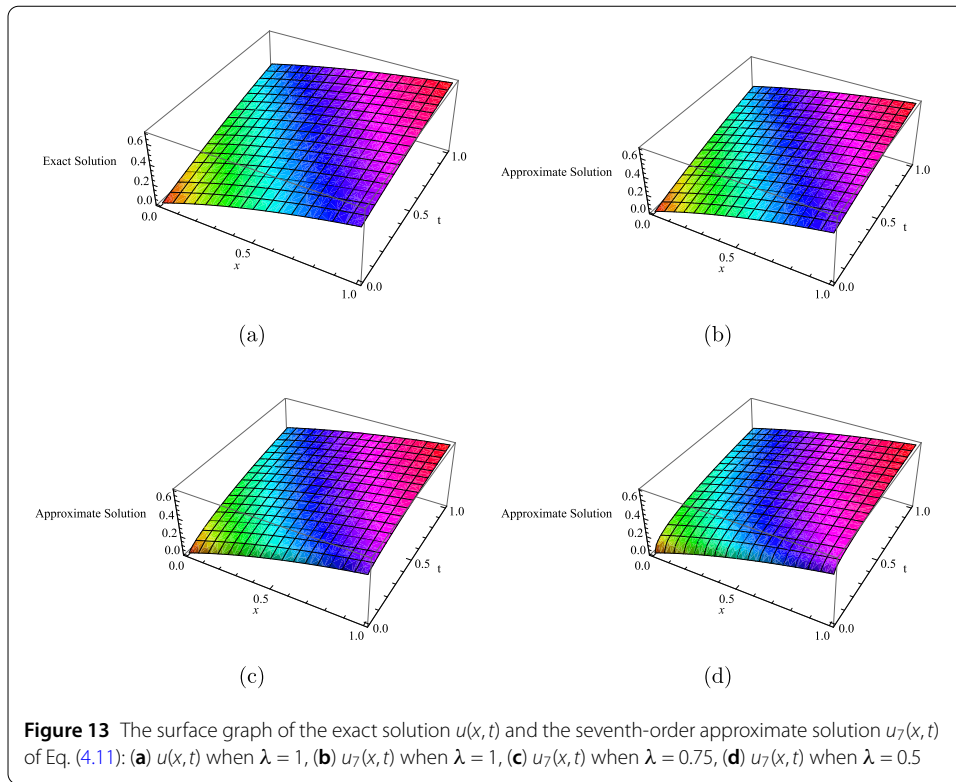 0.6
0.4
Exact Solution
0.2
0.0
0.0
0.5
x
1.0
0.0
0.5
t
1.0
(a)
0.6
0.4
Approximate Solution
0.2
0.0
0.0
0.5
x
1.0
0.0
0.5
t
1.0
(b)
0.6
0.4
Approximate Solution
0.2
0.0
0.0
0.5
x
1.0
0.0
0.5
t
1.0
(c)
0.6
0.4
Approximate Solution
0.2
0.0
0.0
0.5
x
1.0
0.0
0.5
t
1.0
(d)
Figure 13 The surface graph of the exact solution u(x, t) and the seventh-order approximate solution u₇(x, t)
of Eq. (4.11): (a) u(x, t) when λ = 1, (b) u₇(x, t) when λ = 1, (c) u₇(x, t) when λ = 0.75, (d) u₇(x, t) when λ = 0.5